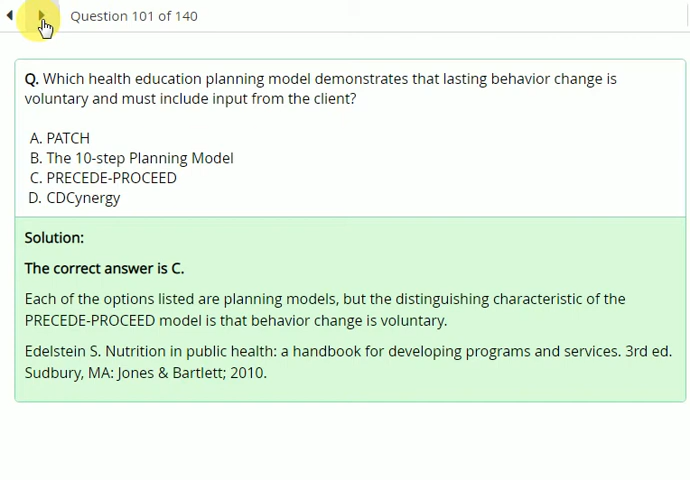 Question 101 of 140
Q. Which health education planning model demonstrates that lasting behavior change is
voluntary and must include input from the client?
A. PATCH
B. The 10-step Planning Model
C. PRECEDE-PROCEED
D. CDCynergy
Solution:
The correct answer is C.
Each of the options listed are planning models, but the distinguishing characteristic of the
PRECEDE-PROCEED model is that behavior change is voluntary.
Edelstein S. Nutrition in public health: a handbook for developing programs and services. 3rd ed.
Sudbury, MA: Jones & Bartlett; 2010.